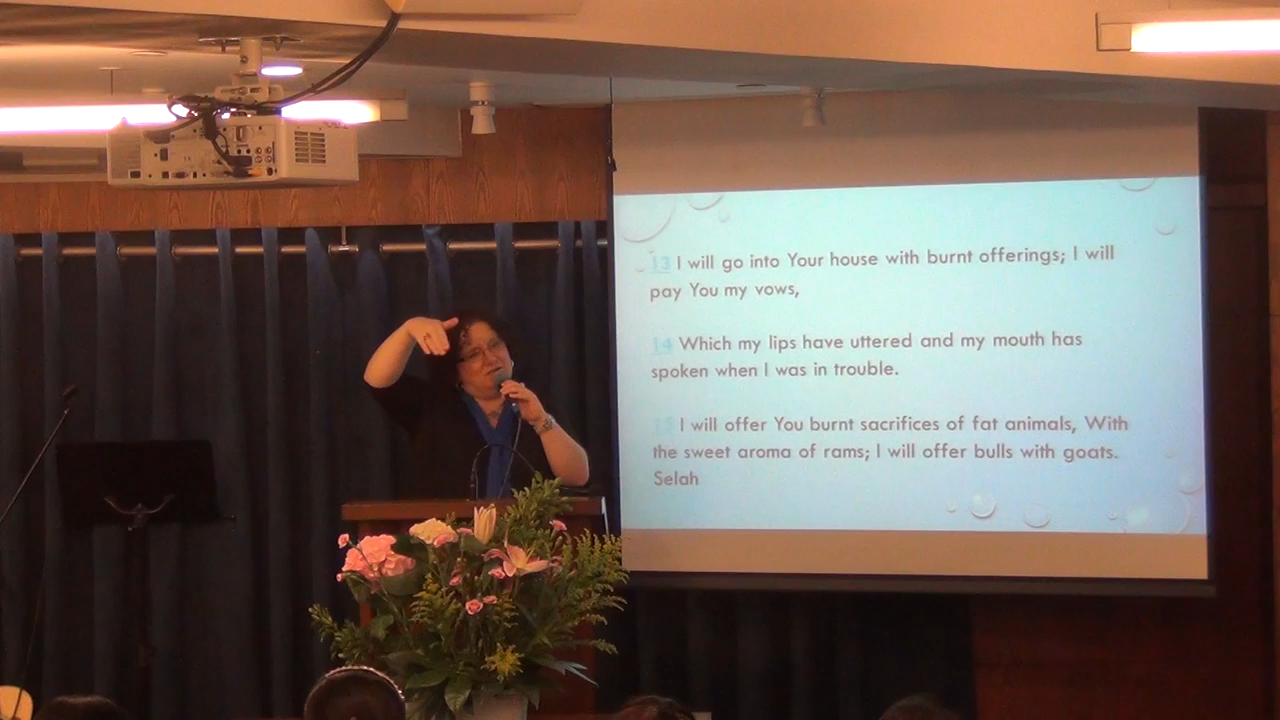 13 I will go into Your house with burnt offerings; I will
pay You my vows,
14 Which my lips have uttered and my mouth has
spoken when I was in trouble.
15 I will offer You burnt sacrifices of fat animals, With
the sweet aroma of rams; I will offer bulls with goats.
Selah